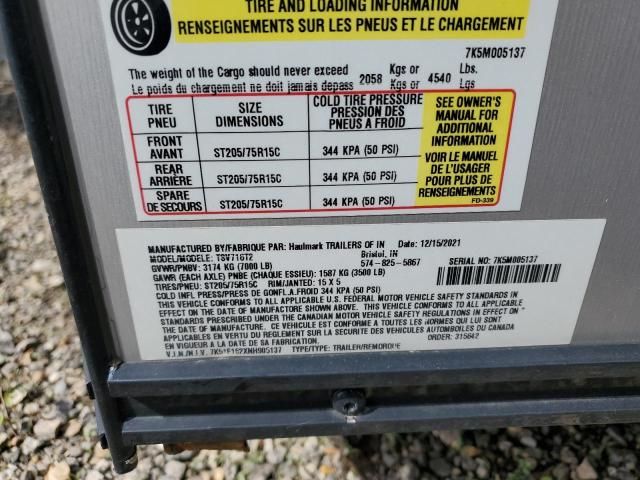 TIRE AND LOADING INFORMATION
RENSEIGNEMENTS SUR LES PNEUS ET LE CHARGEMENT
7K5M005137
The weight of the Cargo should never exceed 2058 Kgs or 4540 Lbs.
Le poids du chargement ne doit jamais depass Kg or Lgs
TIRE PNEU SIZE DIMENSIONS COLD TIRE PRESSURE PRESSION DES PNEUS A FROID
FRONT AVANT ST205/75R15C 344 KPA (50 PSI)
REAR ARRIÈRE ST205/75R15C 344 KPA (50 PSI)
SPARE DE SECOURS ST205/75R15C 344 KPA (50 PSI)
SEE OWNER'S
MANUAL FOR
ADDITIONAL
INFORMATION
VOIR LE MANUEL
DE L'USAGER
POUR PLUS DE
RENSEIGNEMENTS
FD-339
MANUFACTURED BY/FABRIQUE PAR: Haulmark TRAILERS OF IN Date: 12/15/2021
MODEL/MODELE: TSV716T2 Bristol, IN
GVWR/PNBV: 3174 KG (7000 LB) 574-825-5867 SERIAL NO: 7K5M005137
GAWR (EACH AXLE) PNBE (CHAQUE ESSIEU): 1587 KG (3500 LB)
TIRES/PNEU: ST205/75R15C RIM/JANTED: 15 X 5
COLD INFL PRESS/PRESS DE GONFL.A.FROID 344 KPA (50 PSI)
CONFORMS TO ALL APPLICABLE U.S. FEDERAL MOTOR VEHICLE SAFETY STANDARDS IN
EFFECT ON THE DATE OF MANUFACTURE. THIS VEHICLE CONFORMS TO ALL APPLICABLE
STANDARDS PRESCRIBED UNDER THE CANADIAN MOTOR VEHICLE SAFETY REGULATIONS IN EFFECT ON
THE DATE OF MANUFACTURE. CE VEHICULE EST CONFORME A TOUTES LES NORMES QUI LUI SONT
APPLICABLES EN VERTU DU REGLEMENT SUR LA SECURITE DES VEHICULES AUTOMOBILES DU CANADA
EN VIGUEUR A LA DATE DE SA FABRICATION. ORDER: 315642
V.I.N./N.I.V. 7K51E152XNH905137 TYPE/TYPE: TRAILER/REMORQUE